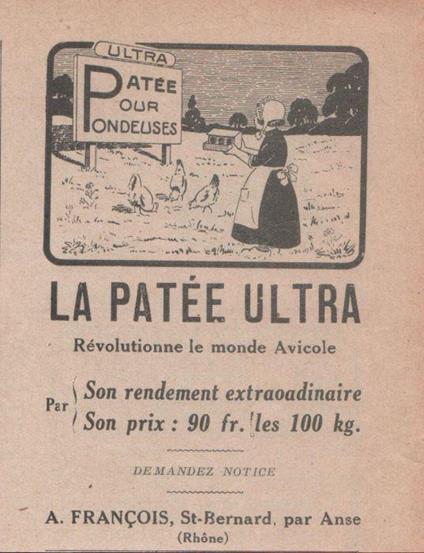 ULTRA
PATÉE
POUR
PONDEUSES
LA PATÉE ULTRA
Révolutionne le monde Avicole
Par
Son rendement extraoadinaire
Son prix : 90 fr. les 100 kg.
DEMANDEZ NOTICE
A. FRANÇOIS, St-Bernard, par Anse
(Rhône)